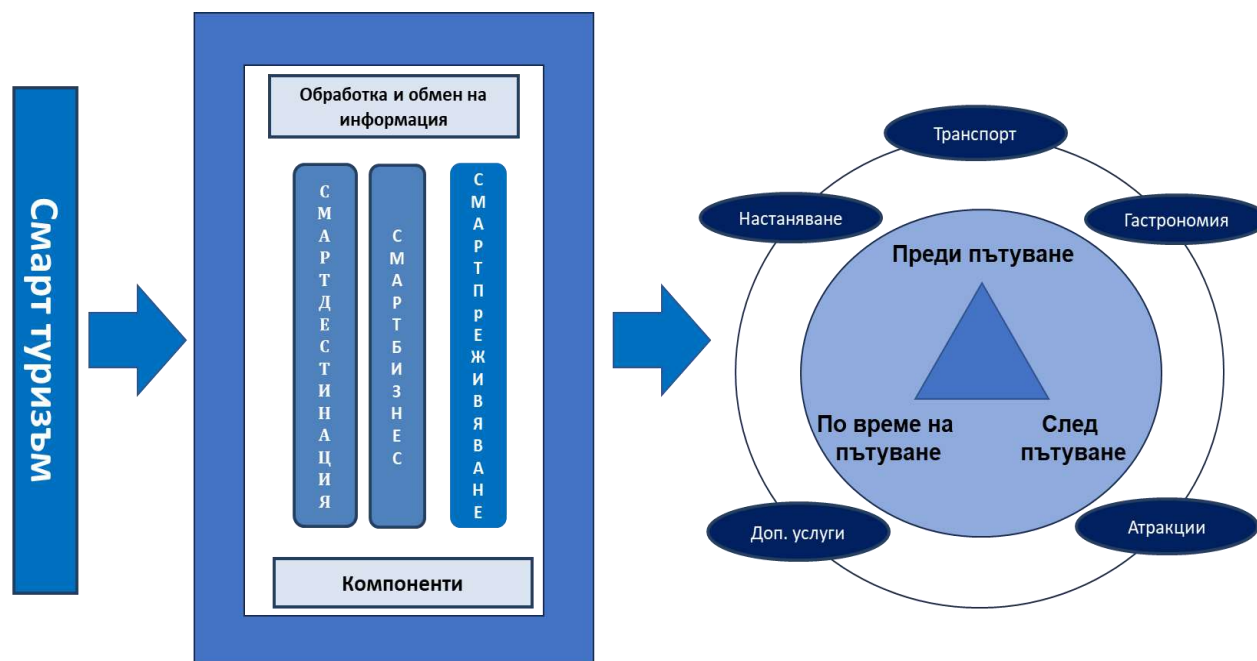 Смарт туризъм
Обработка и обмен на
информация
СМАРТДЕСТИНАЦИЯ
СМАРТБИЗНЕС
СМАРТПрЕЖИВЯВАНЕ
Компоненти
Транспорт
Настаняване
Гастрономия
Преди пътуване
По време на
пътуване
След
пътуване
Доп. услуги
Атракции